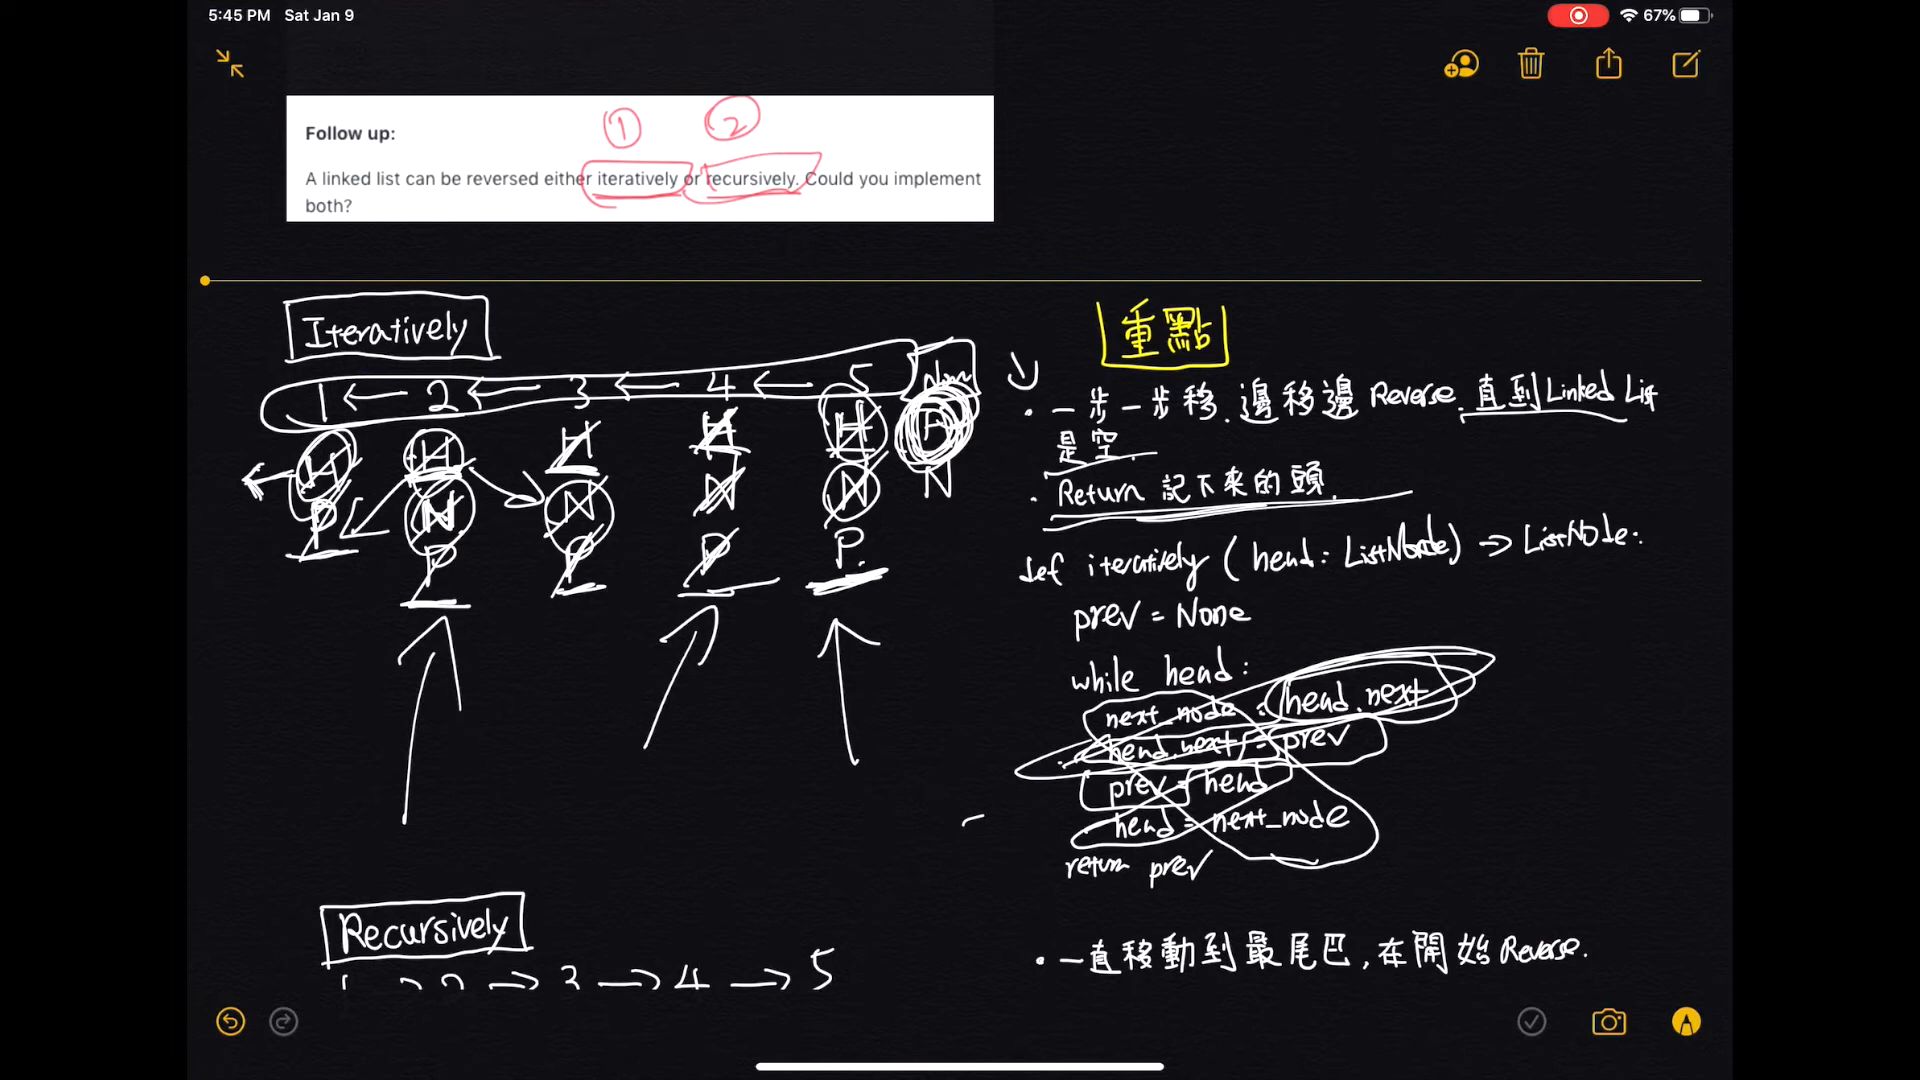 5:45 PM Sat Jan 9
67%
Follow up:
① ②
A linked list can be reversed either iteratively or recursively. Could you implement
both?
Iteratively
1 ← 2 ← 3 ← 4 ← 5
H H H H H
N N N N N
P P P P P.
重點
· 一步一步移. 邊移邊 Reverse. 直到 Linked List
是空.
· Return 記下來的頭.
def iteratively (head: ListNode) → ListNode:
prev = None
while head:
next_node = head.next
head.next = prev
prev = head
head = next_node
return prev
Recursively
1 → 2 → 3 → 4 → 5
· 一直移動到最尾巴, 在開始 Reverse.